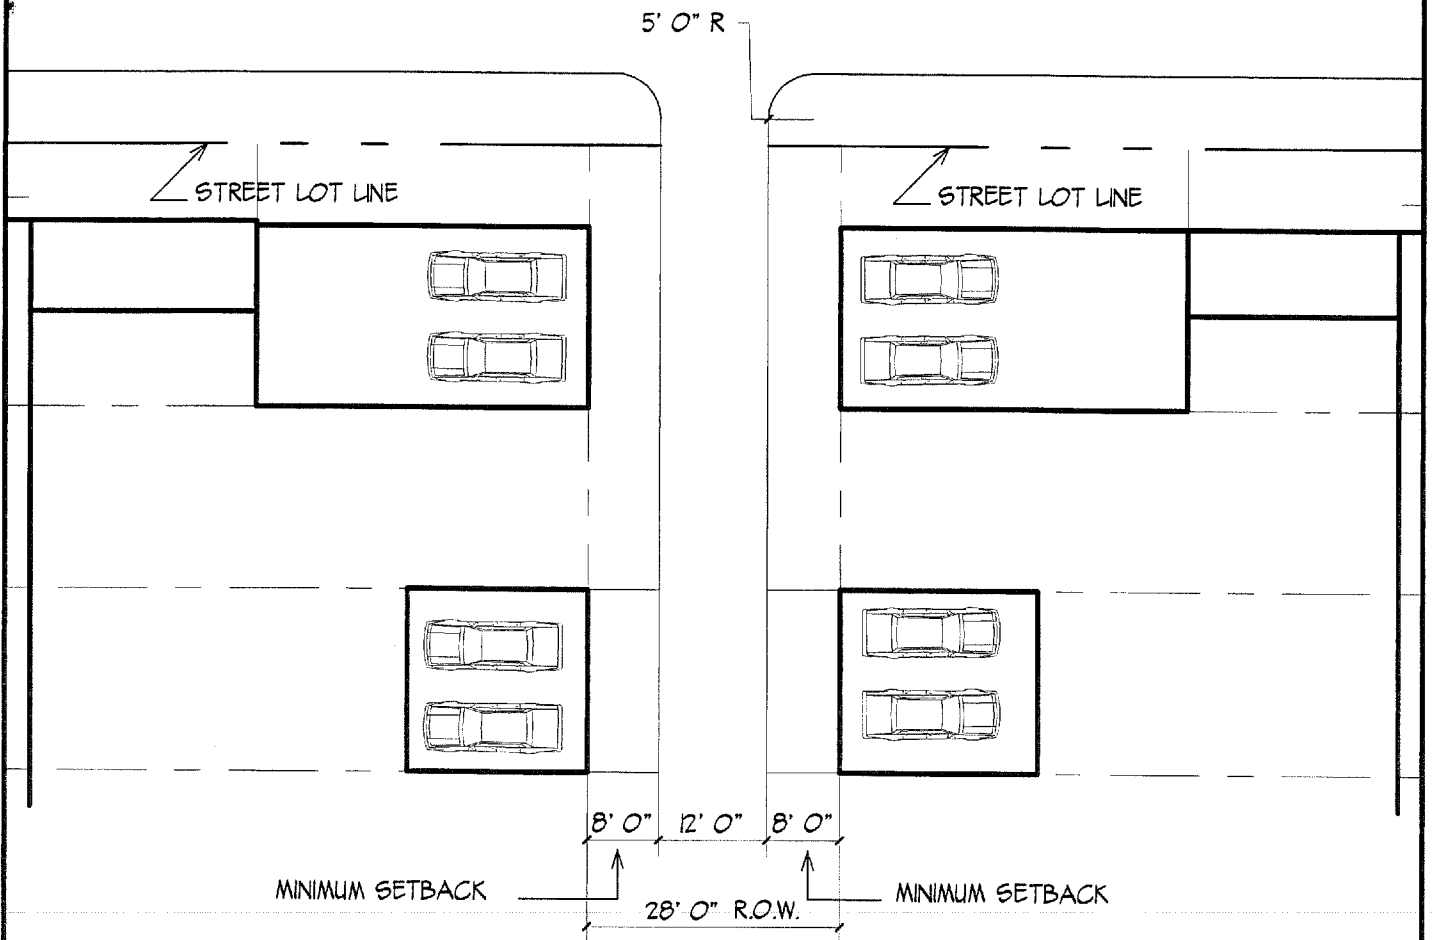 5' 0" R
STREET LOT LINE
STREET LOT LINE
8' 0" 12' 0" 8' 0"
MINIMUM SETBACK
MINIMUM SETBACK
28' 0" R.O.W.